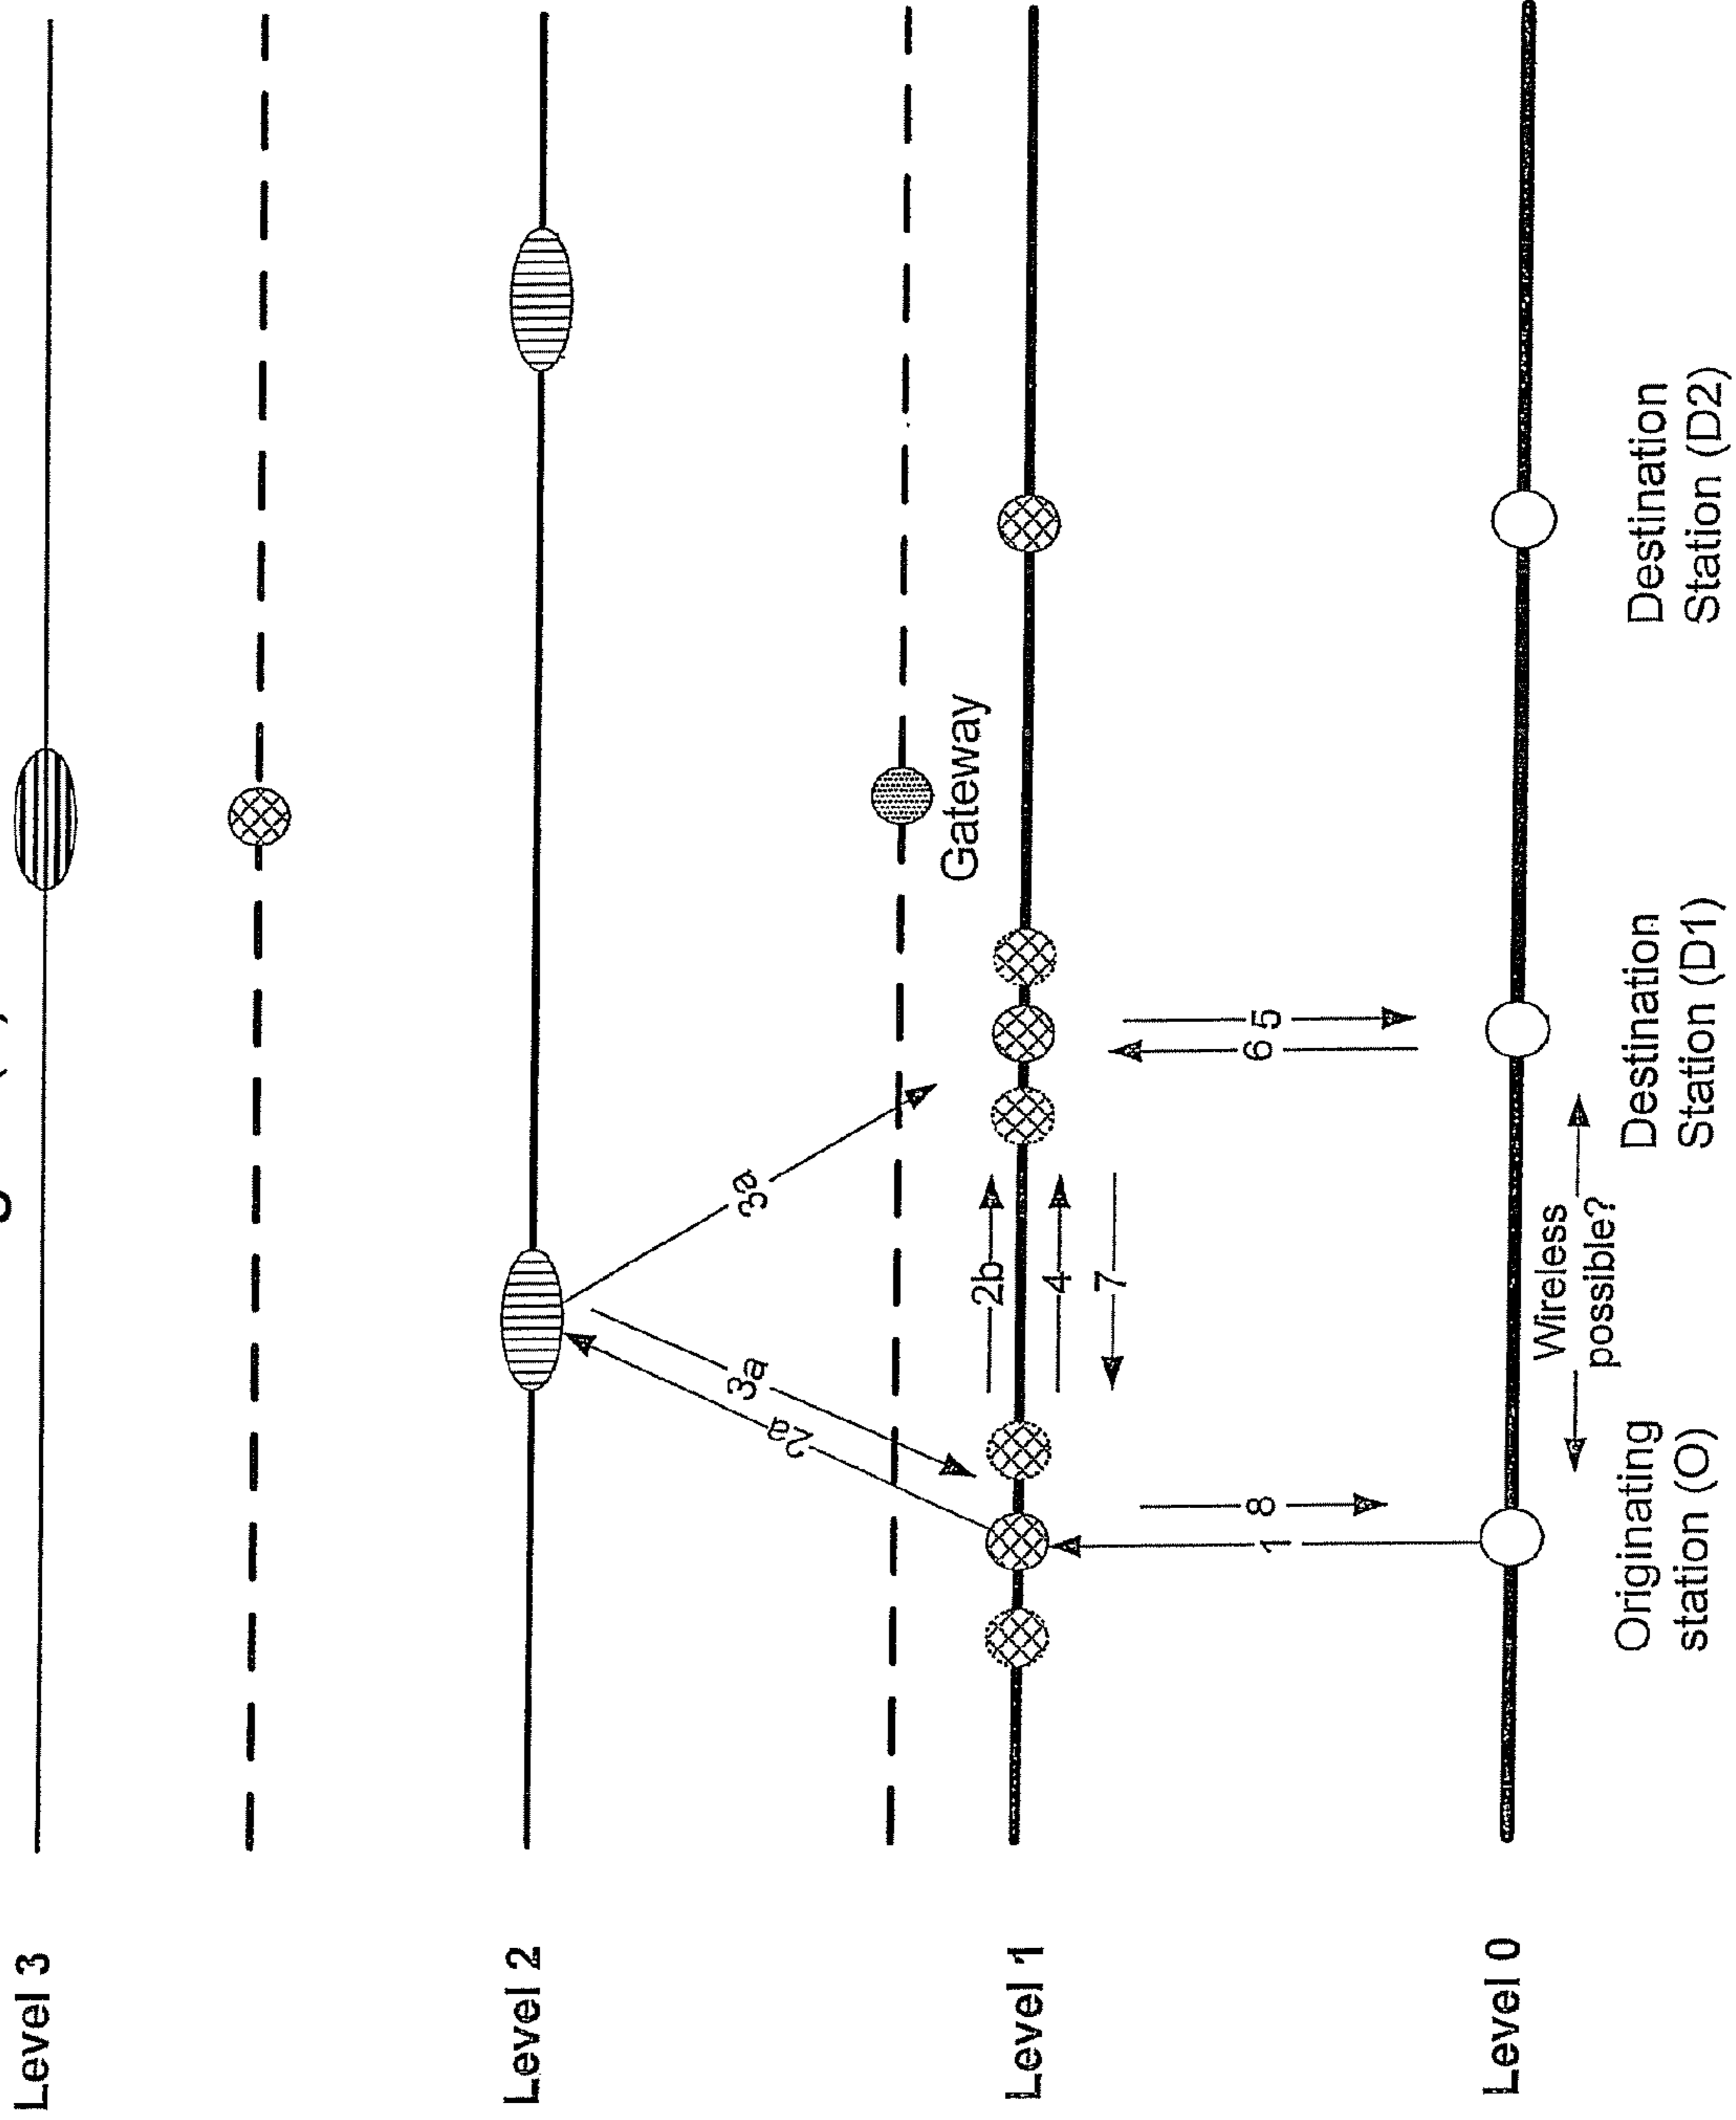 Level 3
Level 2
3a
3a
2a
Gateway
Level 1
2b
4
7
1
8
6
5
Level 0
Wireless
possible?
Originating
station (O)
Destination
Station (D1)
Destination
Station (D2)